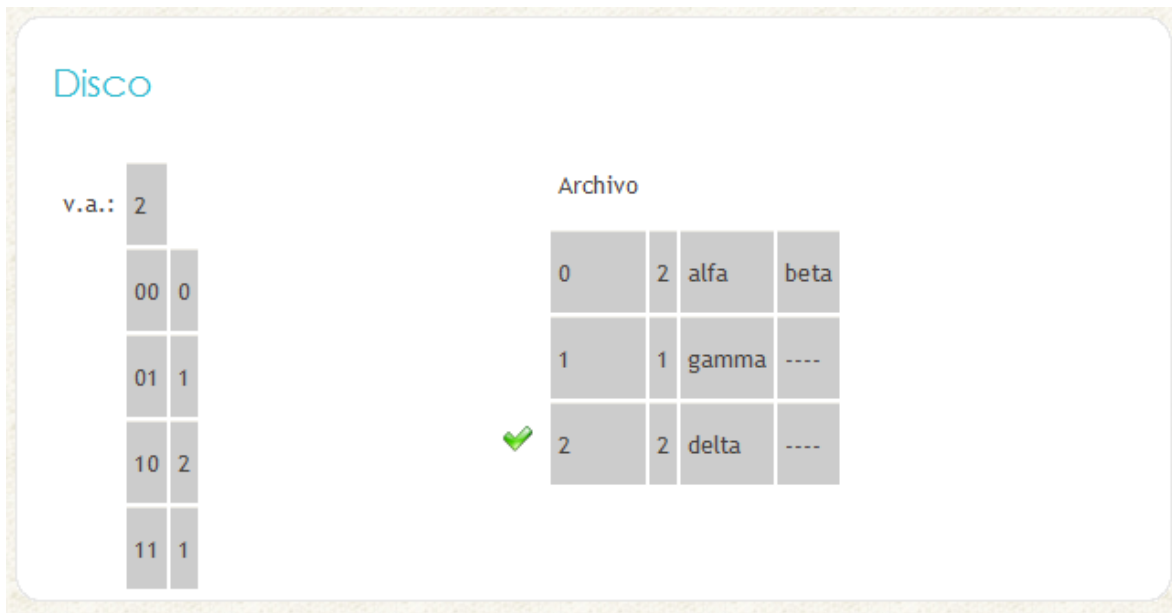 Disco
v.a.: 2
00 0
01 1
10 2
11 1
Archivo
0 2 alfa beta
1 1 gamma ----
2 2 delta ----